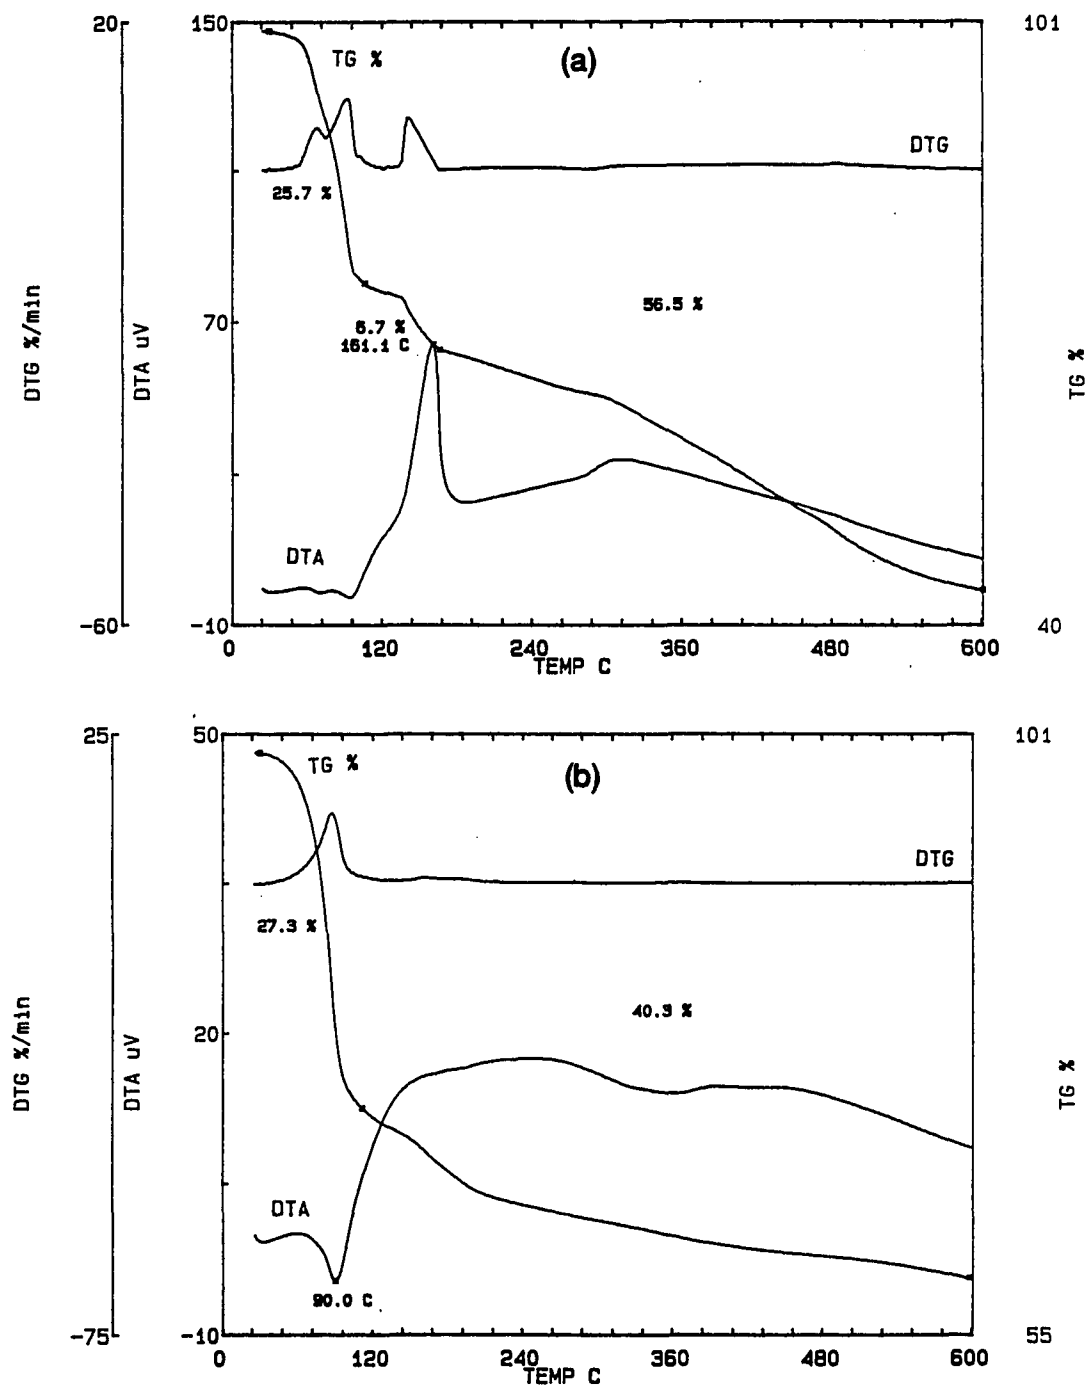 20
150
101
(a)
TG %
DTG
25.7 %
56.5 %
70
6.7 %
161.1 C
DTG %/min
DTA uV
TG %
DTA
-60
-10
40
0
120
240
360
480
600
TEMP C
25
50
101
(b)
TG %
DTG
27.3 %
40.3 %
20
DTG %/min
DTA uV
TG %
DTA
90.0 C
-75
-10
55
0
120
240
360
480
600
TEMP C